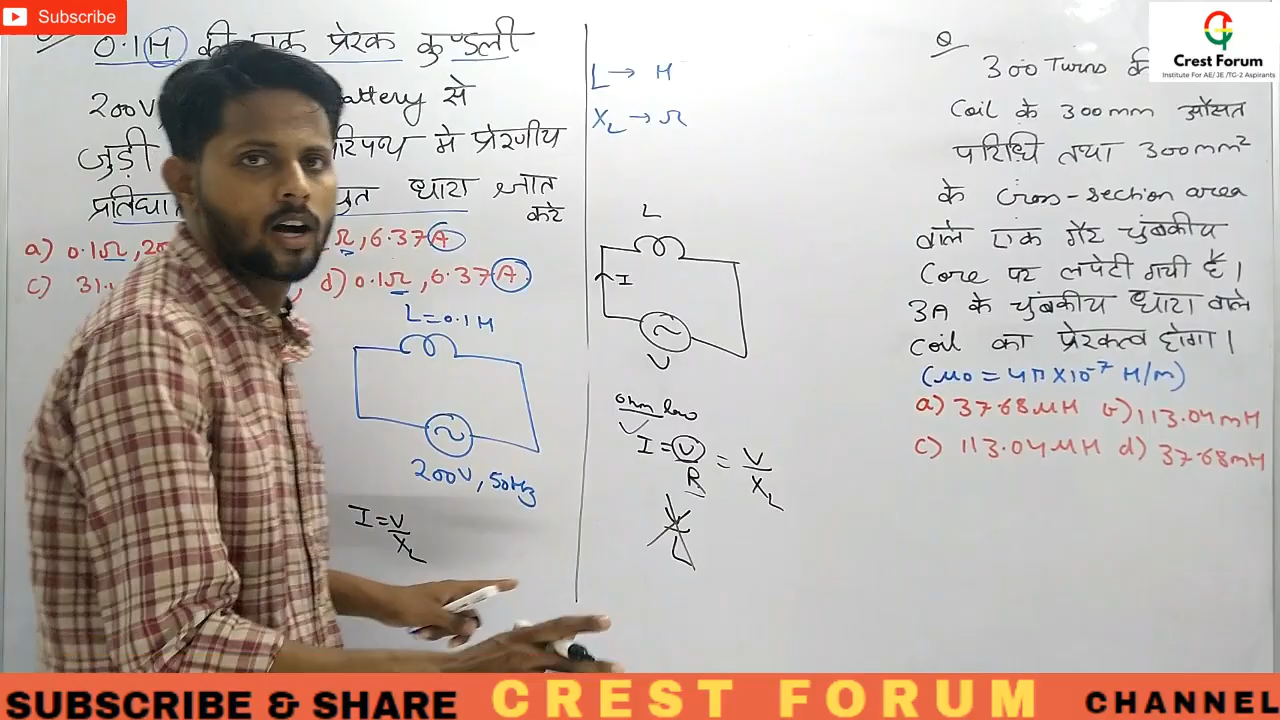 Subscribe
0.1H की एक प्रेरक कुण्डली
200V Battery से
जुड़ी परिपथ मे प्रेरणीय
धारा ज्ञात
करे
a) 0.1Ω, Ω, 6.37A
c) 31. d) 0.1Ω, 6.37A
L=0.1H
200V, 50Hz
I=V/XL
L → H
XL → Ω
L
I
V
ohm law
I = V/R = V/XL
V/L
Q
300 Turns की
Coil के 300mm औसत
परिधि तथा 300mm²
के Cross-section area
वाले एक गैर चुंबकीय
Core पर लपेटी गयी है।
3A के चुंबकीय धारा वाले
Coil का प्रेरकत्व होगा।
(μ0 = 4π×10⁻⁷ H/m)
a) 37.68μH b) 113.04mH
c) 113.04μH d) 37.68mH
Crest Forum
Institute For AE/ JE /TG-2 Aspirants
SUBSCRIBE & SHARE CREST FORUM CHANNEL